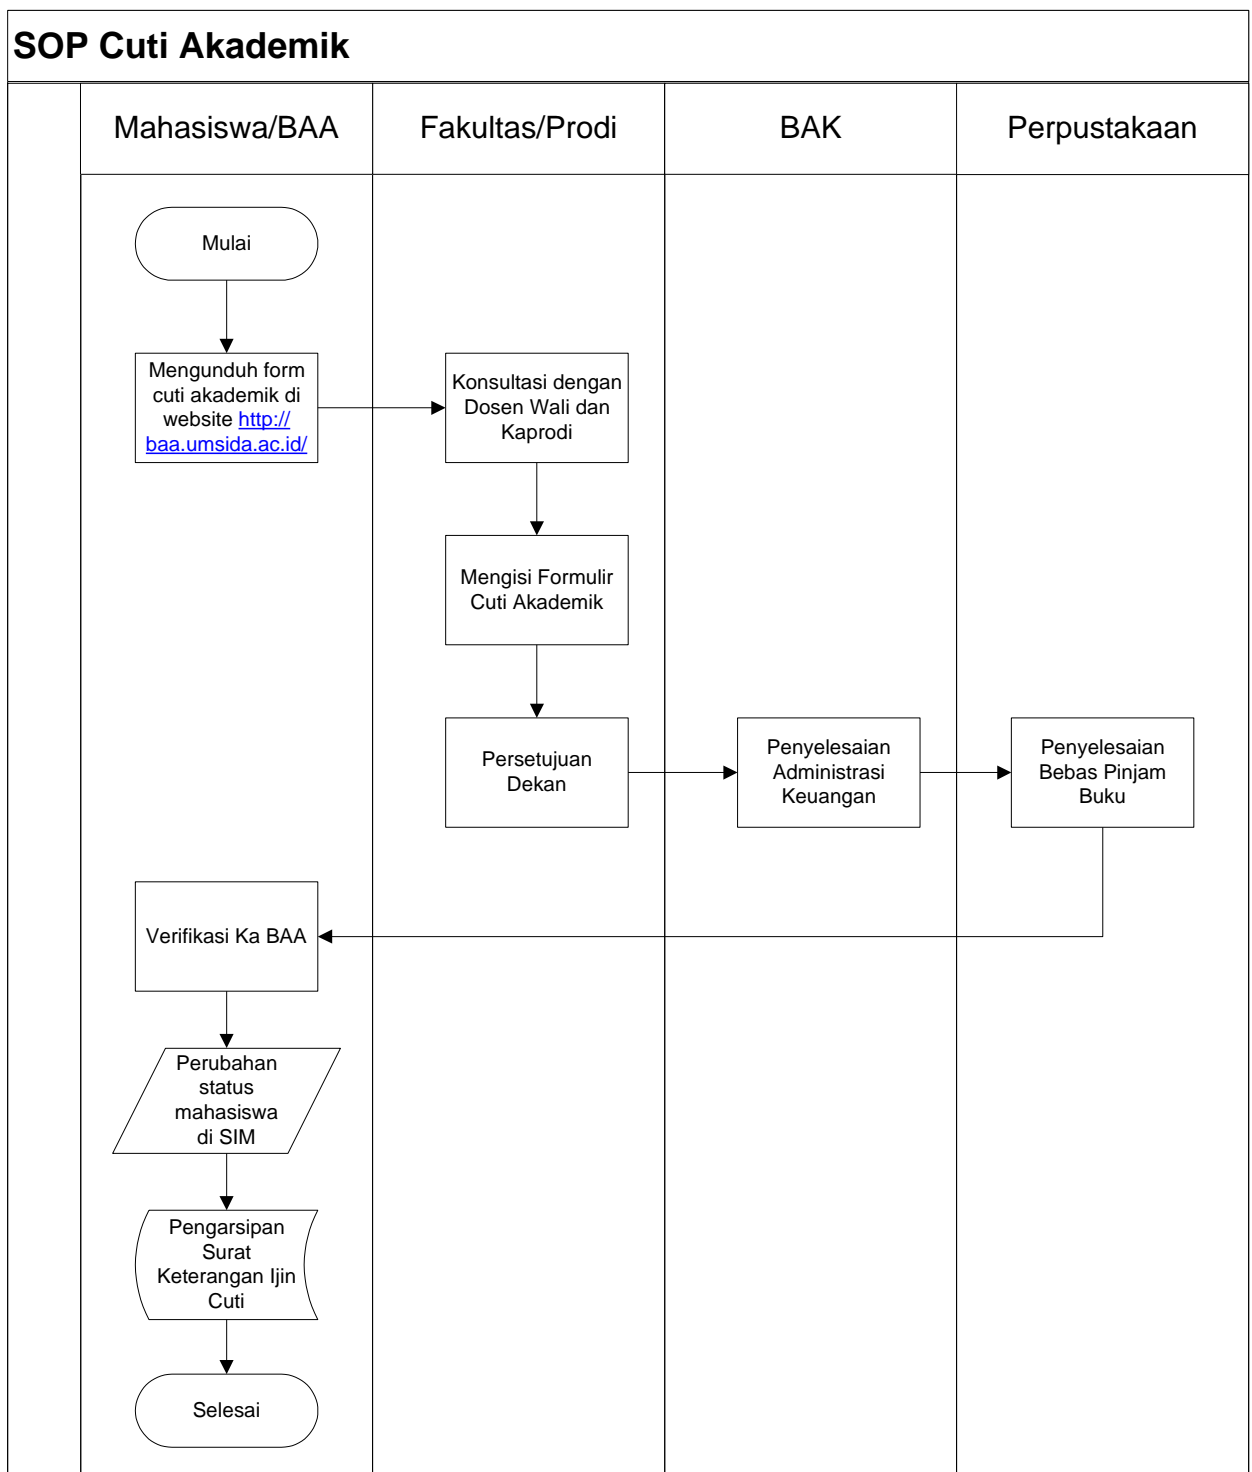 SOP Cuti Akademik
Mahasiswa/BAA
Fakultas/Prodi
BAK
Perpustakaan
Mulai
Mengunduh form
cuti akademik di
website http://
baa.umsida.ac.id/
Konsultasi dengan
Dosen Wali dan
Kaprodi
Mengisi Formulir
Cuti Akademik
Persetujuan
Dekan
Penyelesaian
Administrasi
Keuangan
Penyelesaian
Bebas Pinjam
Buku
Verifikasi Ka BAA
Perubahan
status
mahasiswa
di SIM
Pengarsipan
Surat
Keterangan Ijin
Cuti
Selesai